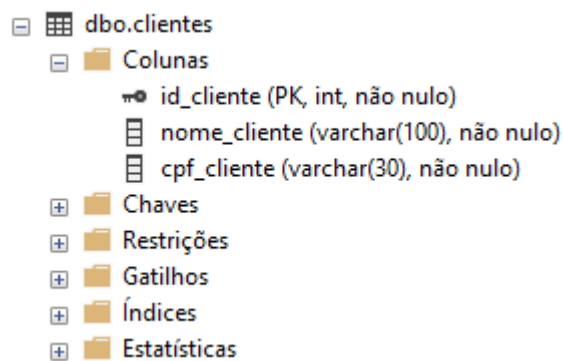 dbo.clientes
Colunas
id_cliente (PK, int, não nulo)
nome_cliente (varchar(100), não nulo)
cpf_cliente (varchar(30), não nulo)
Chaves
Restrições
Gatilhos
Índices
Estatísticas